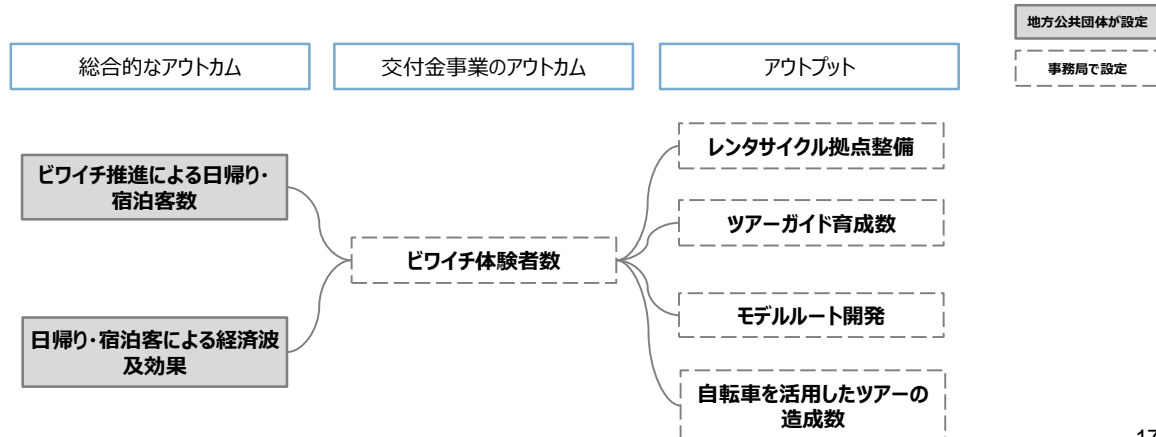 地方公共団体が設定
事務局で設定
総合的なアウトカム
交付金事業のアウトカム
アウトプット
ビワイチ推進による日帰り・
宿泊客数
日帰り・宿泊客による経済波
及効果
ビワイチ体験者数
レンタサイクル拠点整備
ツアーガイド育成数
モデルルート開発
自転車を活用したツアーの
造成数
17